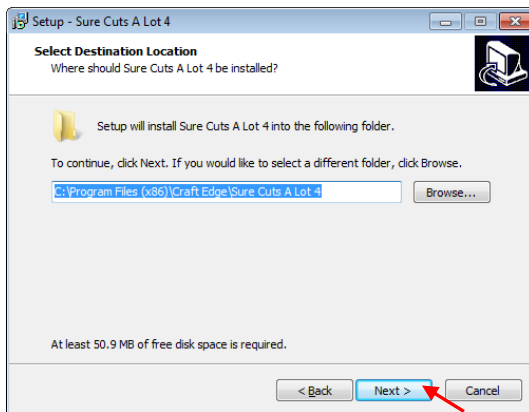 Setup - Sure Cuts A Lot 4
Select Destination Location
Where should Sure Cuts A Lot 4 be installed?
Setup will install Sure Cuts A Lot 4 into the following folder.
To continue, click Next. If you would like to select a different folder, click Browse.
C:\Program Files (x86)\Craft Edge\Sure Cuts A Lot 4
Browse...
At least 50.9 MB of free disk space is required.
< Back Next > Cancel